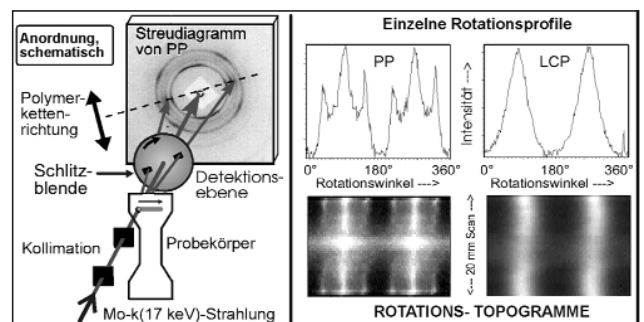 Anordnung,
schematisch
Streudiagramm
von PP
Polymer-
ketten-
richtung
Schlitz-
blende
Detektions-
ebene
Kollimation
Probekörper
Mo-k(17 keV)-Strahlung
Einzelne Rotationsprofile
PP
LCP
Intensität --->
0° 180° 360°
0° 180° 360°
Rotationswinkel --->
Rotationswinkel --->
<--- 20 mm Scan --->
ROTATIONS- TOPOGRAMME